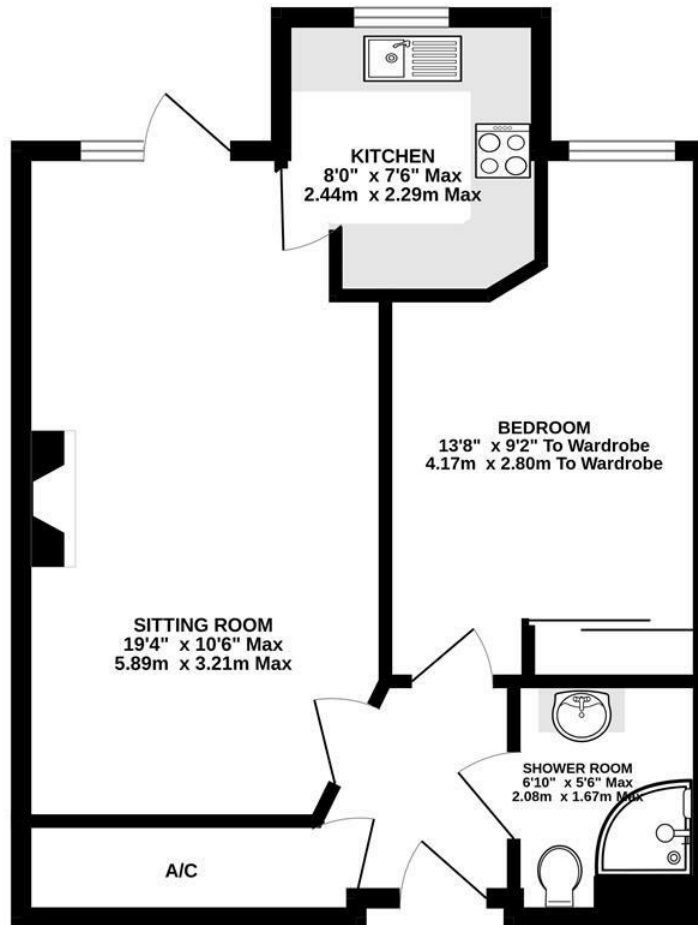 KITCHEN
8'0" x 7'6" Max
2.44m x 2.29m Max
BEDROOM
13'8" x 9'2" To Wardrobe
4.17m x 2.80m To Wardrobe
SITTING ROOM
19'4" x 10'6" Max
5.89m x 3.21m Max
SHOWER ROOM
6'10" x 5'6" Max
2.08m x 1.67m Max
A/C